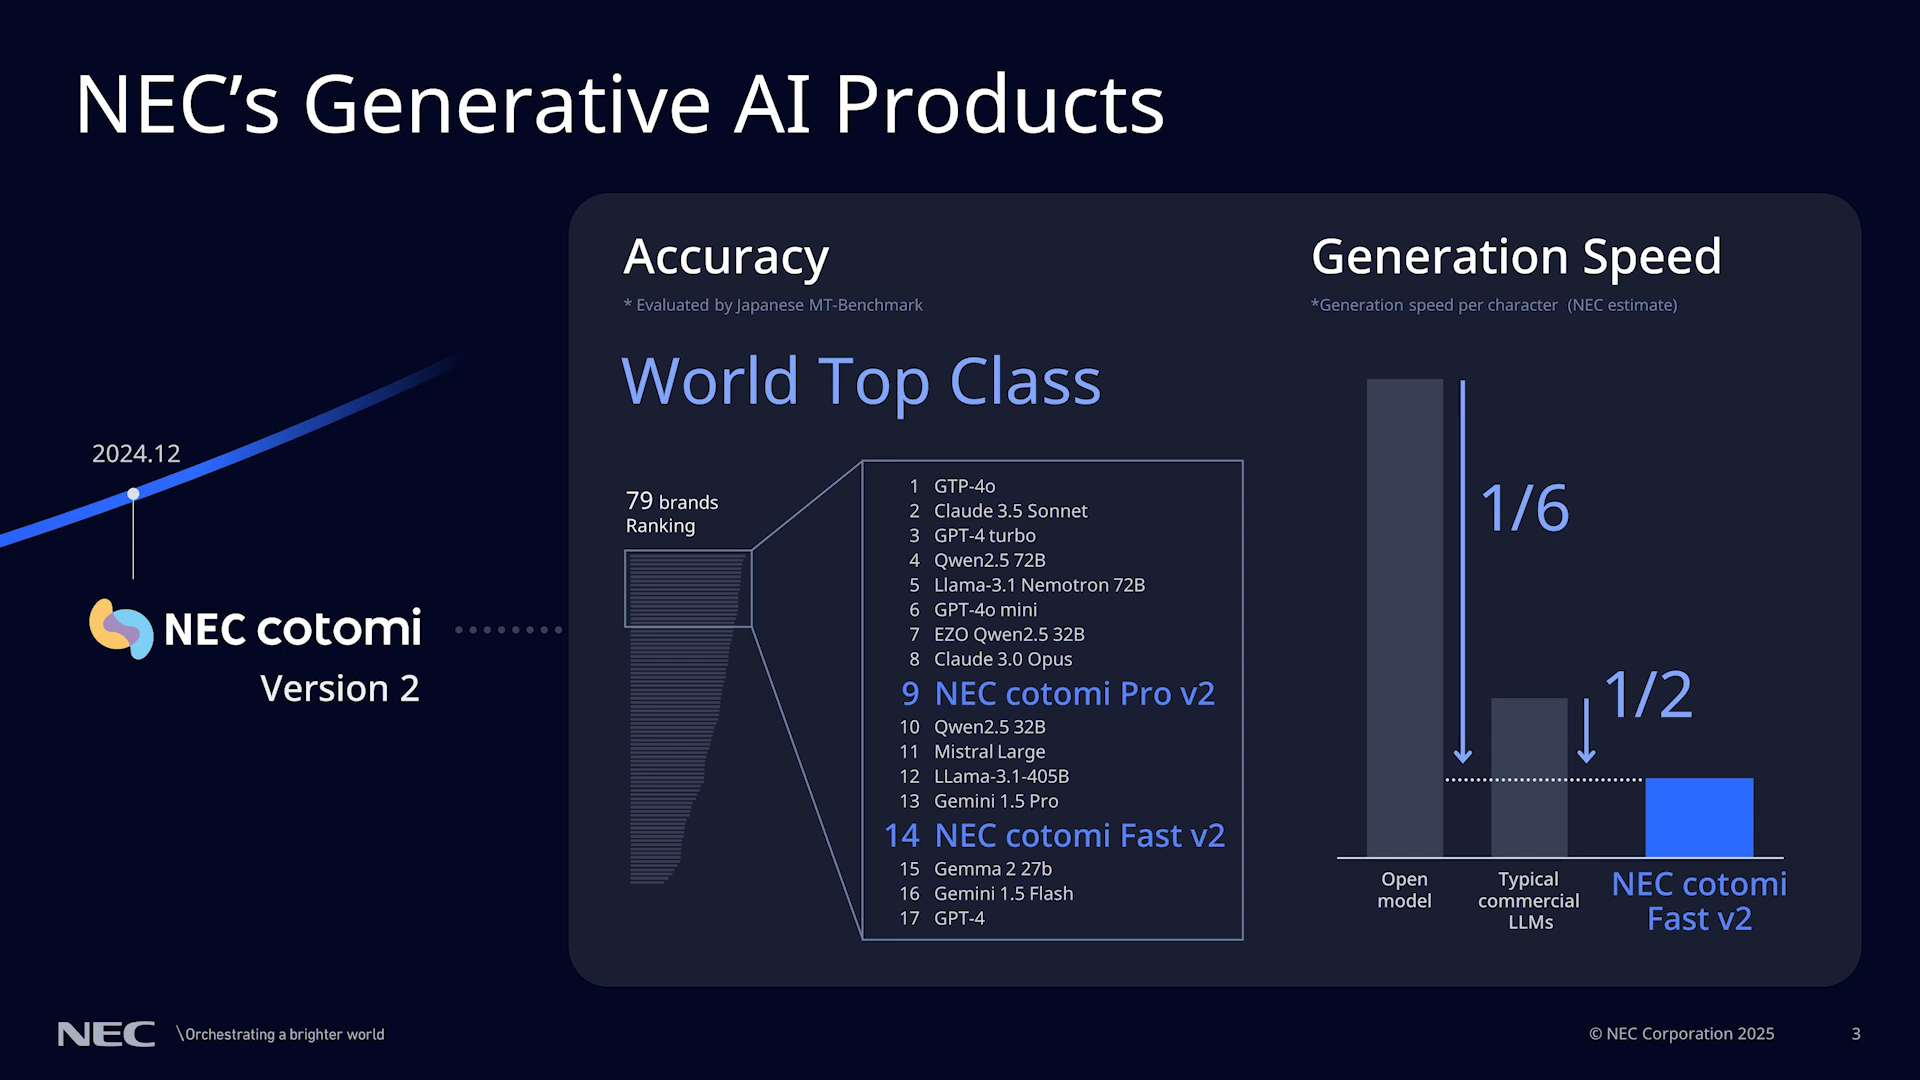 NEC’s Generative AI Products
2024.12
NEC cotomi
Version 2
Accuracy
* Evaluated by Japanese MT-Benchmark
World Top Class
79 brands
Ranking
1 GTP-4o
2 Claude 3.5 Sonnet
3 GPT-4 turbo
4 Qwen2.5 72B
5 Llama-3.1 Nemotron 72B
6 GPT-4o mini
7 EZO Qwen2.5 32B
8 Claude 3.0 Opus
9 NEC cotomi Pro v2
10 Qwen2.5 32B
11 Mistral Large
12 LLama-3.1-405B
13 Gemini 1.5 Pro
14 NEC cotomi Fast v2
15 Gemma 2 27b
16 Gemini 1.5 Flash
17 GPT-4
Generation Speed
*Generation speed per character (NEC estimate)
1/6
1/2
Open
model
Typical
commercial
LLMs
NEC cotomi
Fast v2
NEC \Orchestrating a brighter world
© NEC Corporation 2025
3